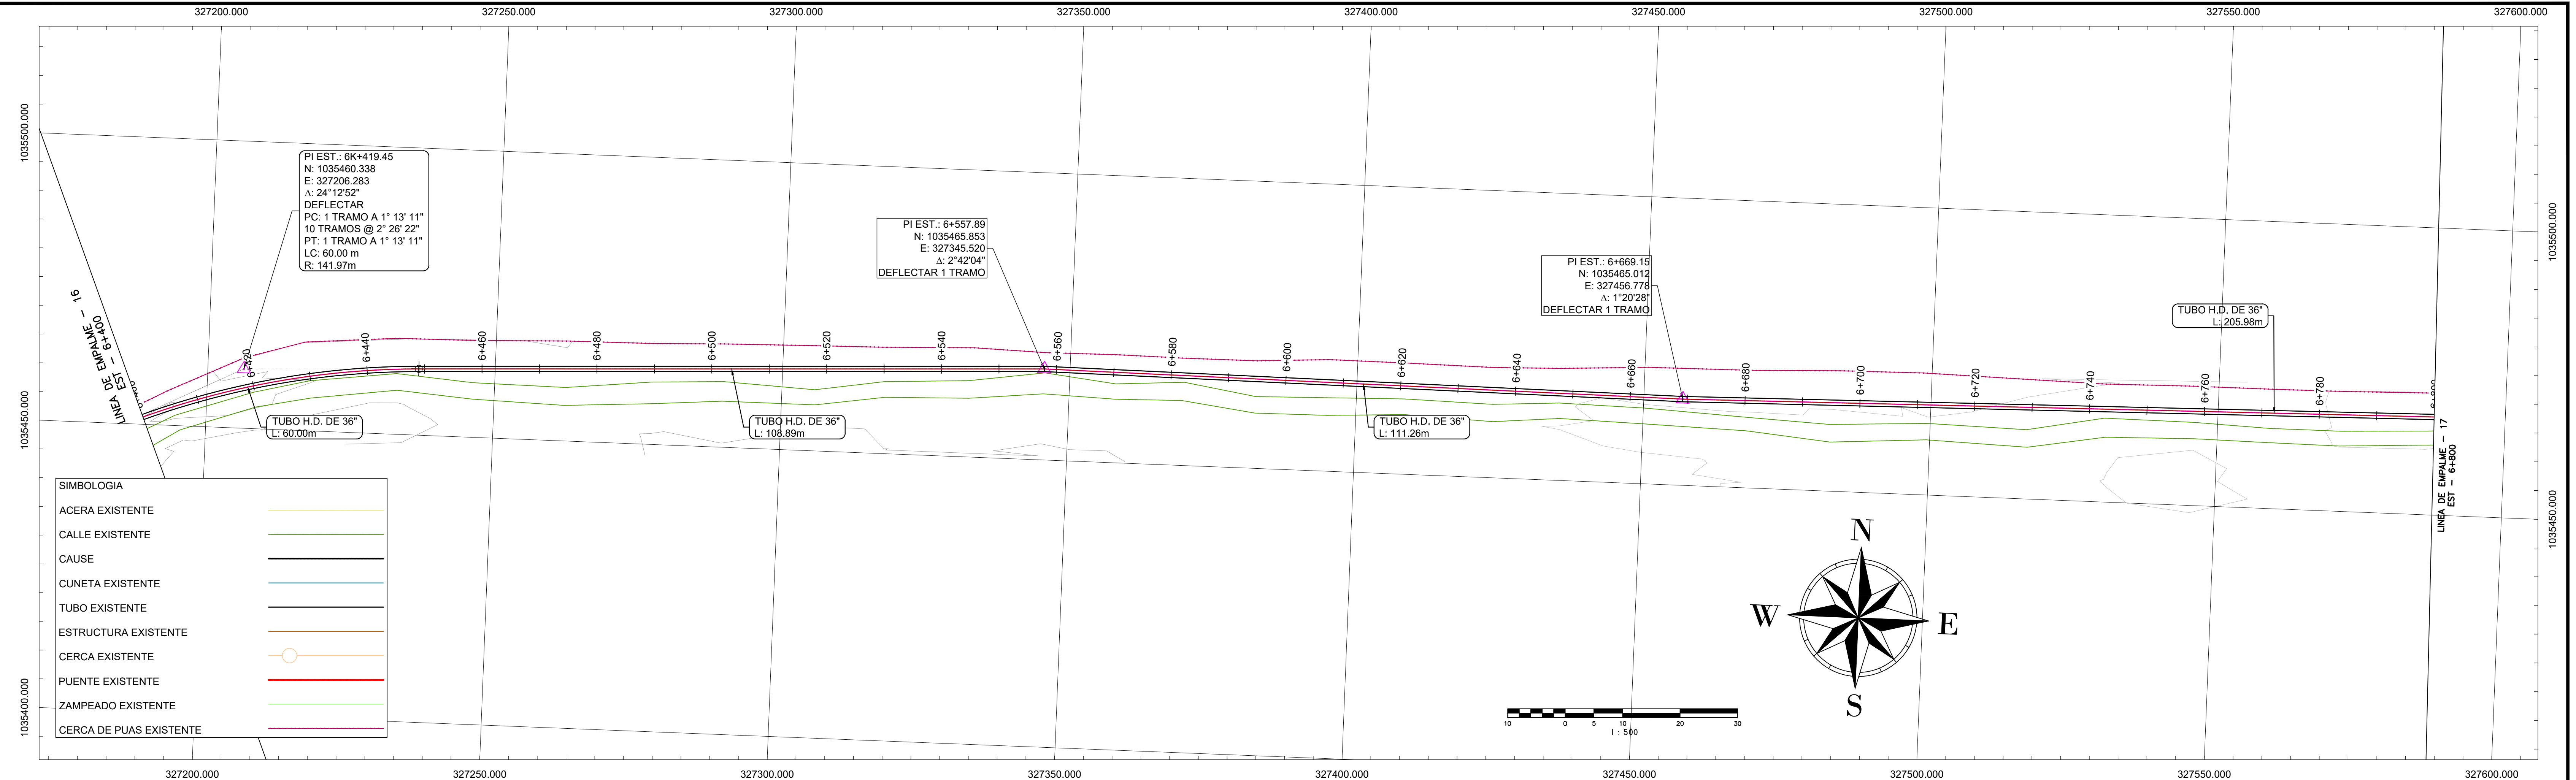 327200.000
327250.000
327300.000
327350.000
327400.000
327450.000
327500.000
327550.000
327600.000
1035500.000
1035450.000
1035400.000
LINEA DE EMPALME - 16
EST - 6+400
PI EST.: 6K+419.45
N: 1035460.338
E: 327206.283
Δ: 24°12'52"
DEFLECTAR
PC: 1 TRAMO A 1° 13' 11"
10 TRAMOS @ 2° 26' 22"
PT: 1 TRAMO A 1° 13' 11"
LC: 60.00 m
R: 141.97m
PI EST.: 6+557.89
N: 1035465.853
E: 327345.520
Δ: 2°42'04"
DEFLECTAR 1 TRAMO
PI EST.: 6+669.15
N: 1035465.012
E: 327456.778
Δ: 1°20'28"
DEFLECTAR 1 TRAMO
TUBO H.D. DE 36"
L: 205.98m
6+420
6+440
6+460
6+480
6+500
6+520
6+540
6+560
6+580
6+600
6+620
6+640
6+660
6+680
6+700
6+720
6+740
6+760
6+780
TUBO H.D. DE 36"
L: 60.00m
TUBO H.D. DE 36"
L: 108.89m
TUBO H.D. DE 36"
L: 111.26m
LINEA DE EMPALME - 17
EST - 6+800
1035500.000
1035450.000
SIMBOLOGIA
ACERA EXISTENTE
CALLE EXISTENTE
CAUSE
CUNETA EXISTENTE
TUBO EXISTENTE
ESTRUCTURA EXISTENTE
CERCA EXISTENTE
PUENTE EXISTENTE
ZAMPEADO EXISTENTE
CERCA DE PUAS EXISTENTE
N
W
E
S
10 0 5 10 20 30
1 : 500
327200.000
327250.000
327300.000
327350.000
327400.000
327450.000
327500.000
327550.000
327600.000